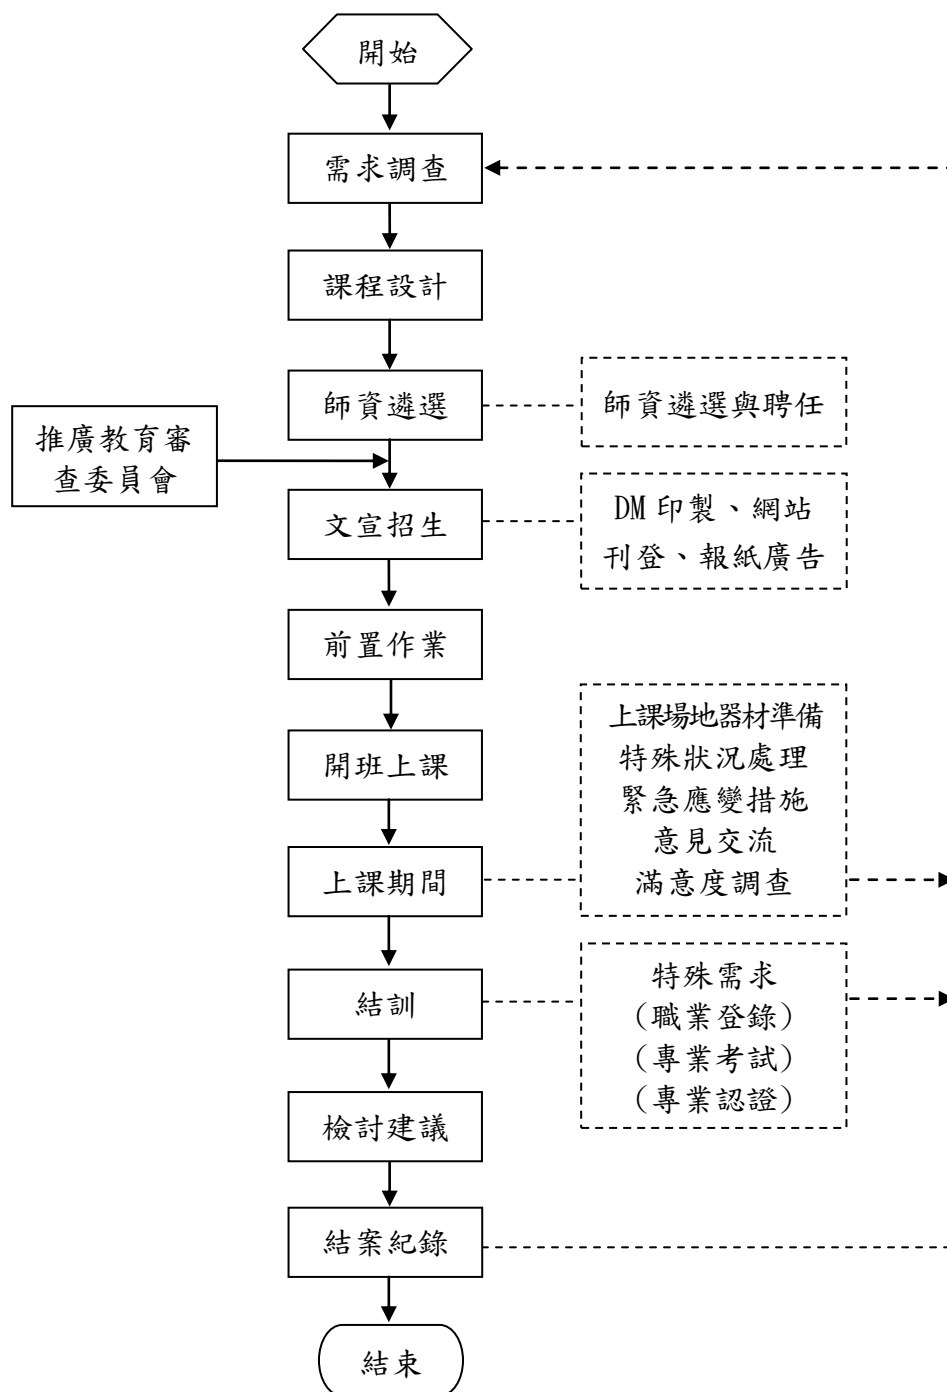 開始
需求調查
課程設計
師資遴選
師資遴選與聘任
推廣教育審
查委員會
文宣招生
DM 印製、網站
刊登、報紙廣告
前置作業
開班上課
上課場地器材準備
特殊狀況處理
緊急應變措施
意見交流
滿意度調查
上課期間
結訓
特殊需求
(職業登錄)
(專業考試)
(專業認證)
檢討建議
結案紀錄
結束